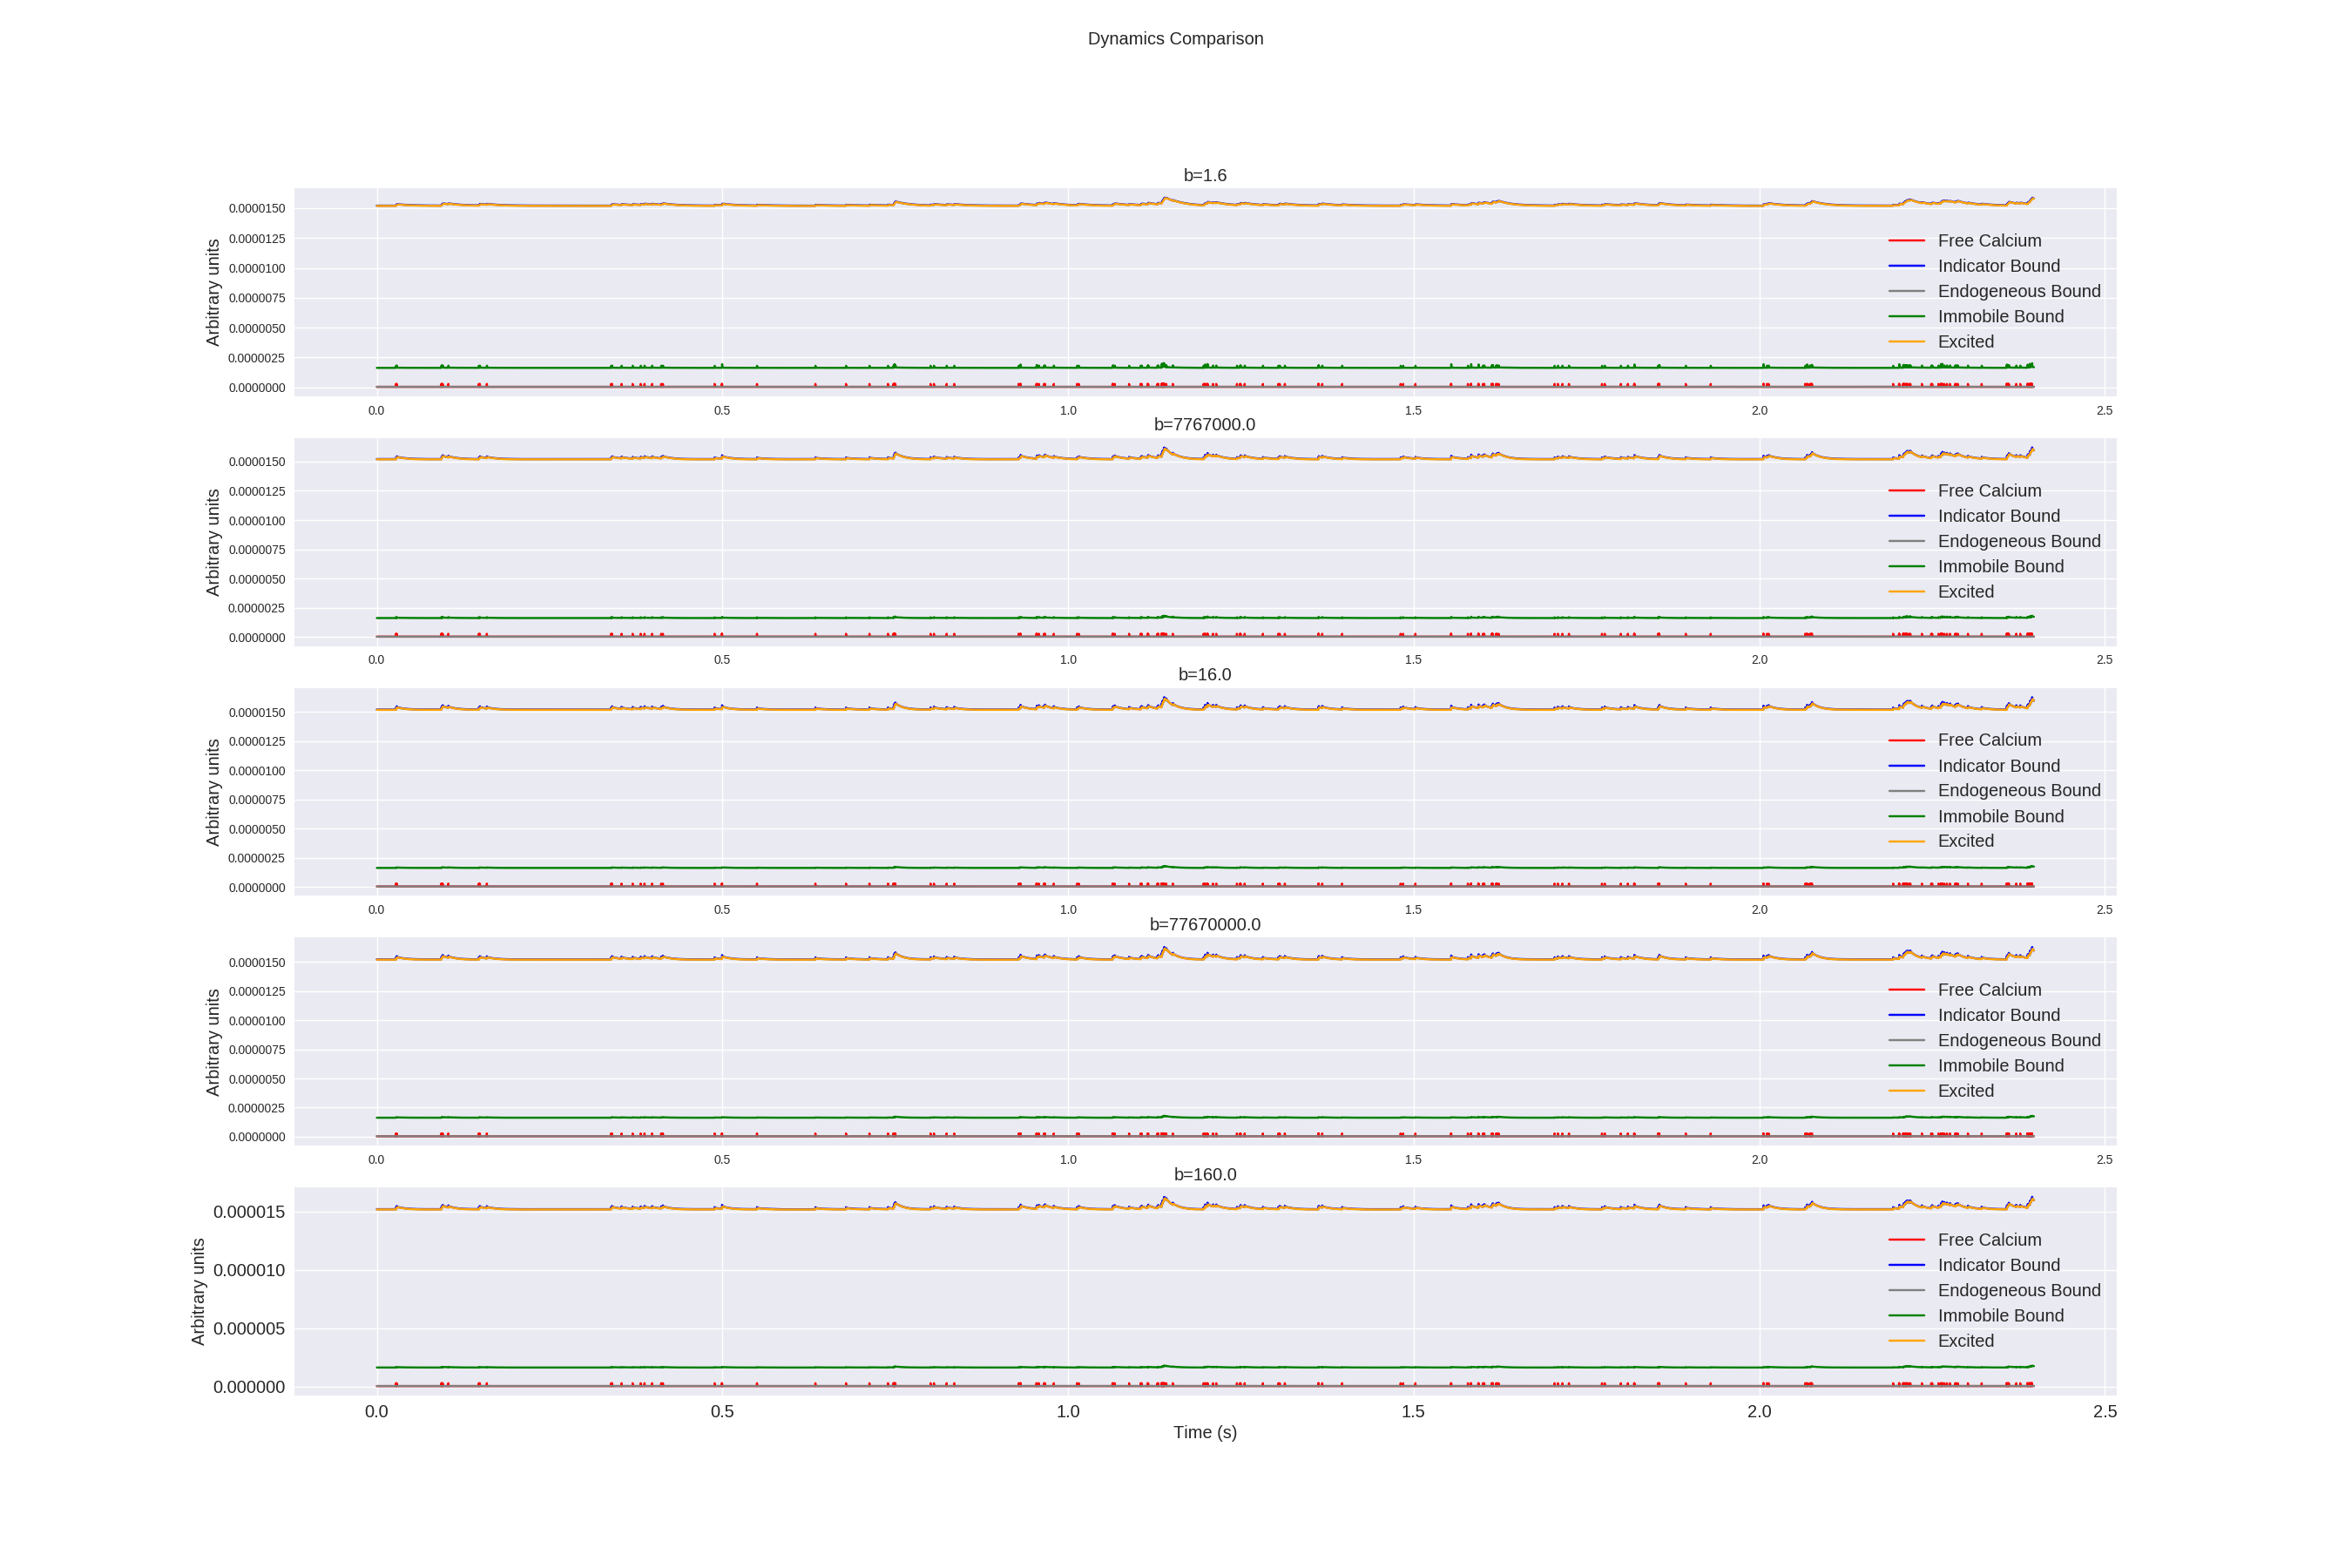 Dynamics Comparison
b=1.6
Arbitrary units
0.0000150
0.0000125
0.0000100
0.0000075
0.0000050
0.0000025
0.0000000
Free Calcium
Indicator Bound
Endogeneous Bound
Immobile Bound
Excited
0.0 0.5 1.0 1.5 2.0 2.5
b=7767000.0
Arbitrary units
0.0000150
0.0000125
0.0000100
0.0000075
0.0000050
0.0000025
0.0000000
Free Calcium
Indicator Bound
Endogeneous Bound
Immobile Bound
Excited
0.0 0.5 1.0 1.5 2.0 2.5
b=16.0
Arbitrary units
0.0000150
0.0000125
0.0000100
0.0000075
0.0000050
0.0000025
0.0000000
Free Calcium
Indicator Bound
Endogeneous Bound
Immobile Bound
Excited
0.0 0.5 1.0 1.5 2.0 2.5
b=77670000.0
Arbitrary units
0.0000150
0.0000125
0.0000100
0.0000075
0.0000050
0.0000025
0.0000000
Free Calcium
Indicator Bound
Endogeneous Bound
Immobile Bound
Excited
0.0 0.5 1.0 1.5 2.0 2.5
b=160.0
Arbitrary units
0.000015
0.000010
0.000005
0.000000
Free Calcium
Indicator Bound
Endogeneous Bound
Immobile Bound
Excited
0.0 0.5 1.0 1.5 2.0 2.5
Time (s)